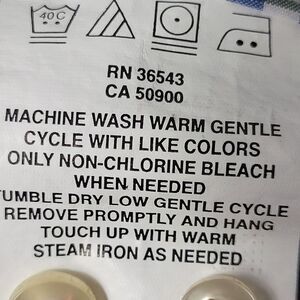 40C
RN 36543
CA 50900
MACHINE WASH WARM GENTLE
CYCLE WITH LIKE COLORS
ONLY NON-CHLORINE BLEACH
WHEN NEEDED
TUMBLE DRY LOW GENTLE CYCLE
REMOVE PROMPTLY AND HANG
TOUCH UP WITH WARM
STEAM IRON AS NEEDED